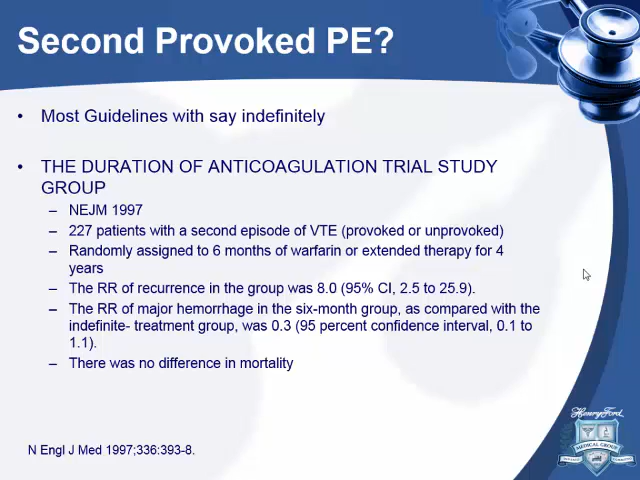 Second Provoked PE?
• Most Guidelines with say indefinitely
• THE DURATION OF ANTICOAGULATION TRIAL STUDY
GROUP
– NEJM 1997
– 227 patients with a second episode of VTE (provoked or unprovoked)
– Randomly assigned to 6 months of warfarin or extended therapy for 4
years
– The RR of recurrence in the group was 8.0 (95% CI, 2.5 to 25.9).
– The RR of major hemorrhage in the six-month group, as compared with the
indefinite- treatment group, was 0.3 (95 percent confidence interval, 0.1 to
1.1).
– There was no difference in mortality
Henry Ford
MEDICAL GROUP
N Engl J Med 1997;336:393-8.